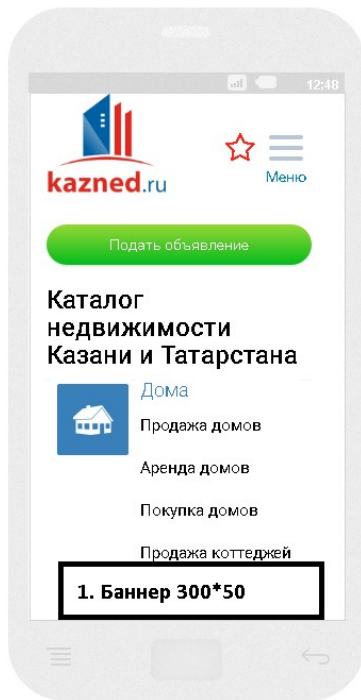 12:48
kazned.ru
Меню
Подать объявление
Каталог
недвижимости
Казани и Татарстана
Дома
Продажа домов
Аренда домов
Покупка домов
Продажа коттеджей
1. Баннер 300*50